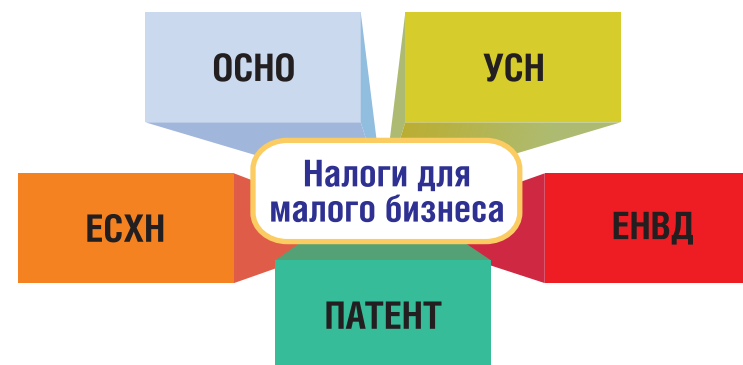 ОСНО
УСН
Налоги для
малого бизнеса
ЕСХН
ЕНВД
ПАТЕНТ